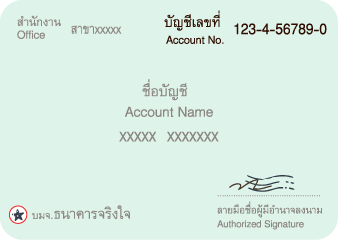 สำนักงาน สาขาxxxxx บัญชีเลขที่ 123-4-56789-0
Office Account No.
ชื่อบัญชี
Account Name
XXXXX XXXXXXX
บมจ.ธนาคารจริงใจ ลายมือชื่อผู้มีอำนาจลงนาม
Authorized Signature